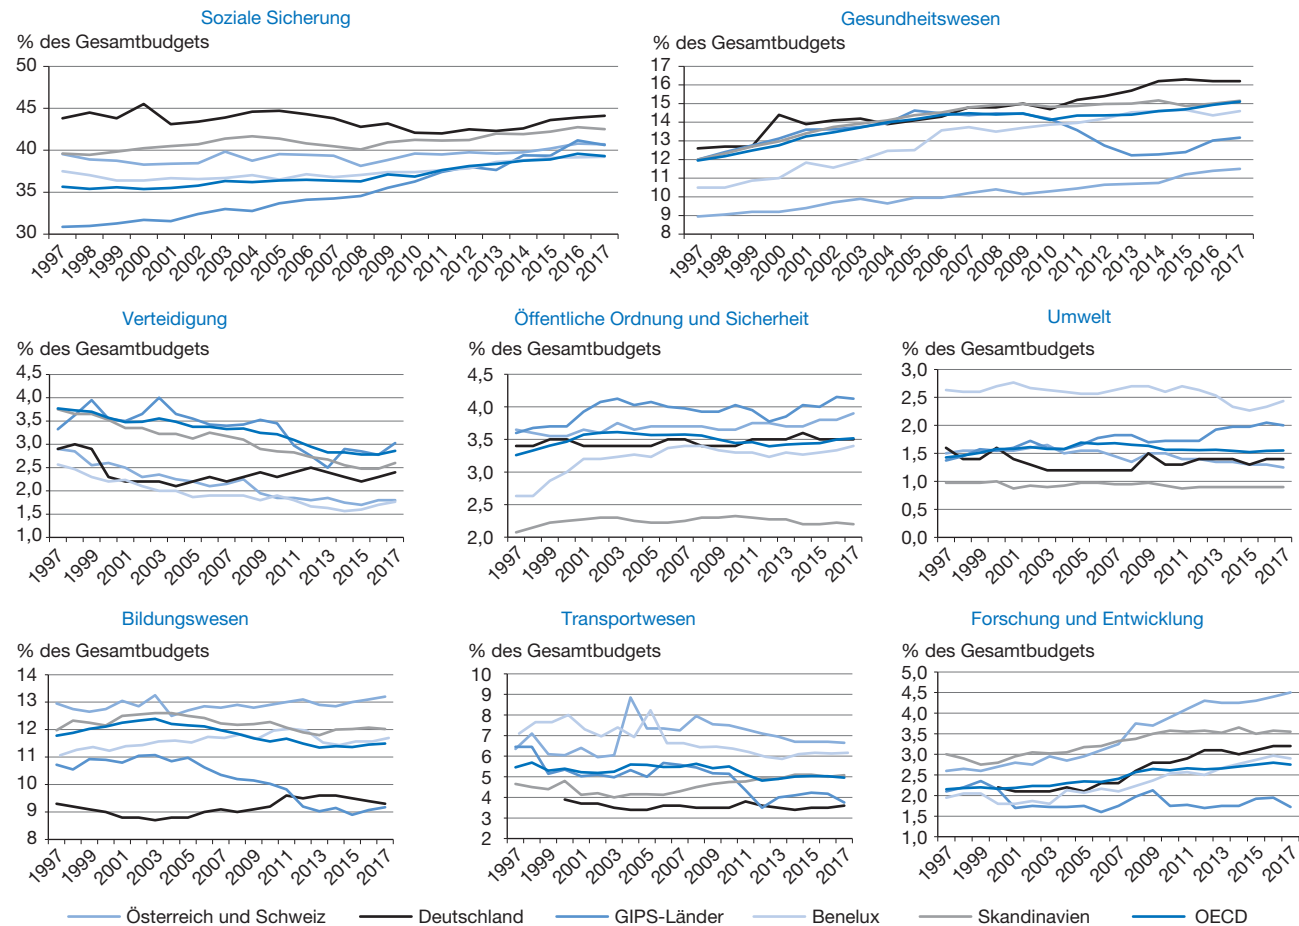 Soziale Sicherung
% des Gesamtbudgets
50
45
40
35
30
1997 1998 1999 2000 2001 2002 2003 2004 2005 2006 2007 2008 2009 2010 2011 2012 2013 2014 2015 2016 2017
Gesundheitswesen
% des Gesamtbudgets
17
16
15
14
13
12
11
10
9
8
1997 1998 1999 2000 2001 2002 2003 2004 2005 2006 2007 2008 2009 2010 2011 2012 2013 2014 2015 2016 2017
Verteidigung
% des Gesamtbudgets
4,5
4,0
3,5
3,0
2,5
2,0
1,5
1,0
1997 1999 2001 2003 2005 2007 2009 2011 2013 2015 2017
Öffentliche Ordnung und Sicherheit
% des Gesamtbudgets
4,5
4,0
3,5
3,0
2,5
2,0
1997 1999 2001 2003 2005 2007 2009 2011 2013 2015 2017
Umwelt
% des Gesamtbudgets
3,0
2,5
2,0
1,5
1,0
0,5
0,0
1997 1999 2001 2003 2005 2007 2009 2011 2013 2015 2017
Bildungswesen
% des Gesamtbudgets
14
13
12
11
10
9
8
1997 1999 2001 2003 2005 2007 2009 2011 2013 2015 2017
Transportwesen
% des Gesamtbudgets
10
9
8
7
6
5
4
3
2
1997 1999 2001 2003 2005 2007 2009 2011 2013 2015 2017
Forschung und Entwicklung
% des Gesamtbudgets
5,0
4,5
4,0
3,5
3,0
2,5
2,0
1,5
1,0
1997 1999 2001 2003 2005 2007 2009 2011 2013 2015 2017
Österreich und Schweiz Deutschland GIPS-Länder Benelux Skandinavien OECD